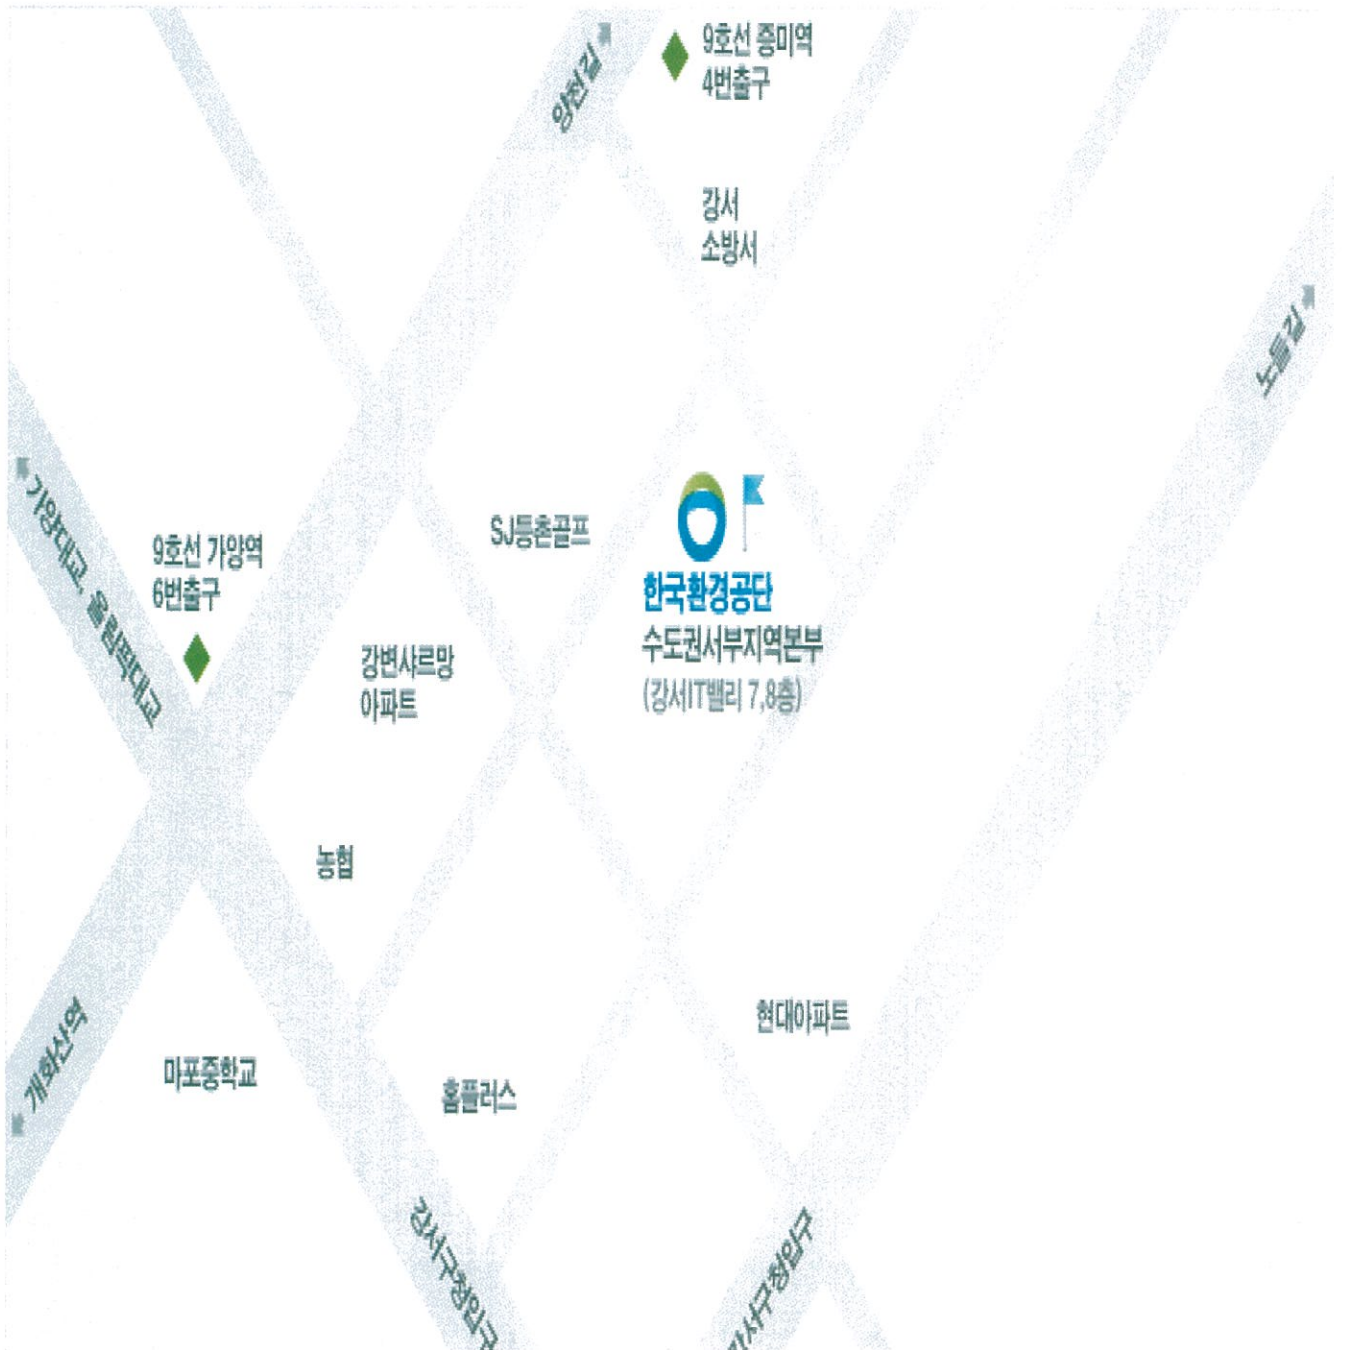 양천길
9호선 증미역
4번출구
강서
소방서
노들길
가양대교, 올림픽대교
9호선 가양역
6번출구
SJ등촌골프
한국환경공단
수도권서부지역본부
(강서IT밸리 7,8층)
강변샤르망
아파트
농협
개화산역
마포중학교
현대아파트
홈플러스
강서구청입구
강서구청입구